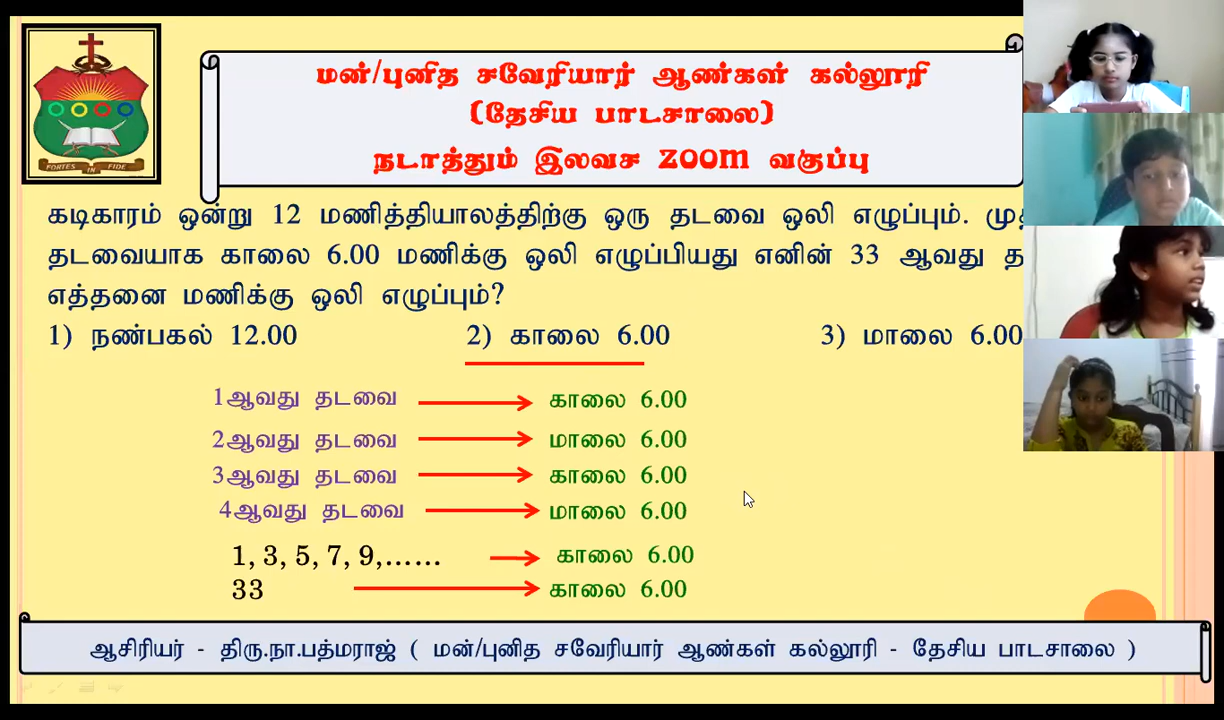 மன்/புனித சவேரியார் ஆண்கள் கல்லூரி
(தேசிய பாடசாலை)
நடாத்தும் இலவச ZOOM வகுப்பு
FORTES IN FIDE
கடிகாரம் ஒன்று 12 மணித்தியாலத்திற்கு ஒரு தடவை ஒலி எழுப்பும்.
தடவையாக காலை 6.00 மணிக்கு ஒலி எழுப்பியது எனின் 33 ஆவது
எத்தனை மணிக்கு ஒலி எழுப்பும்?
1) நண்பகல் 12.00 2) காலை 6.00 3) மாலை 6.00
1ஆவது தடவை காலை 6.00
2ஆவது தடவை மாலை 6.00
3ஆவது தடவை காலை 6.00
4ஆவது தடவை மாலை 6.00
1, 3, 5, 7, 9,...... காலை 6.00
33 காலை 6.00
ஆசிரியர் - திரு.நா.பத்மராஜ் ( மன்/புனித சவேரியார் ஆண்கள் கல்லூரி - தேசிய பாடசாலை )